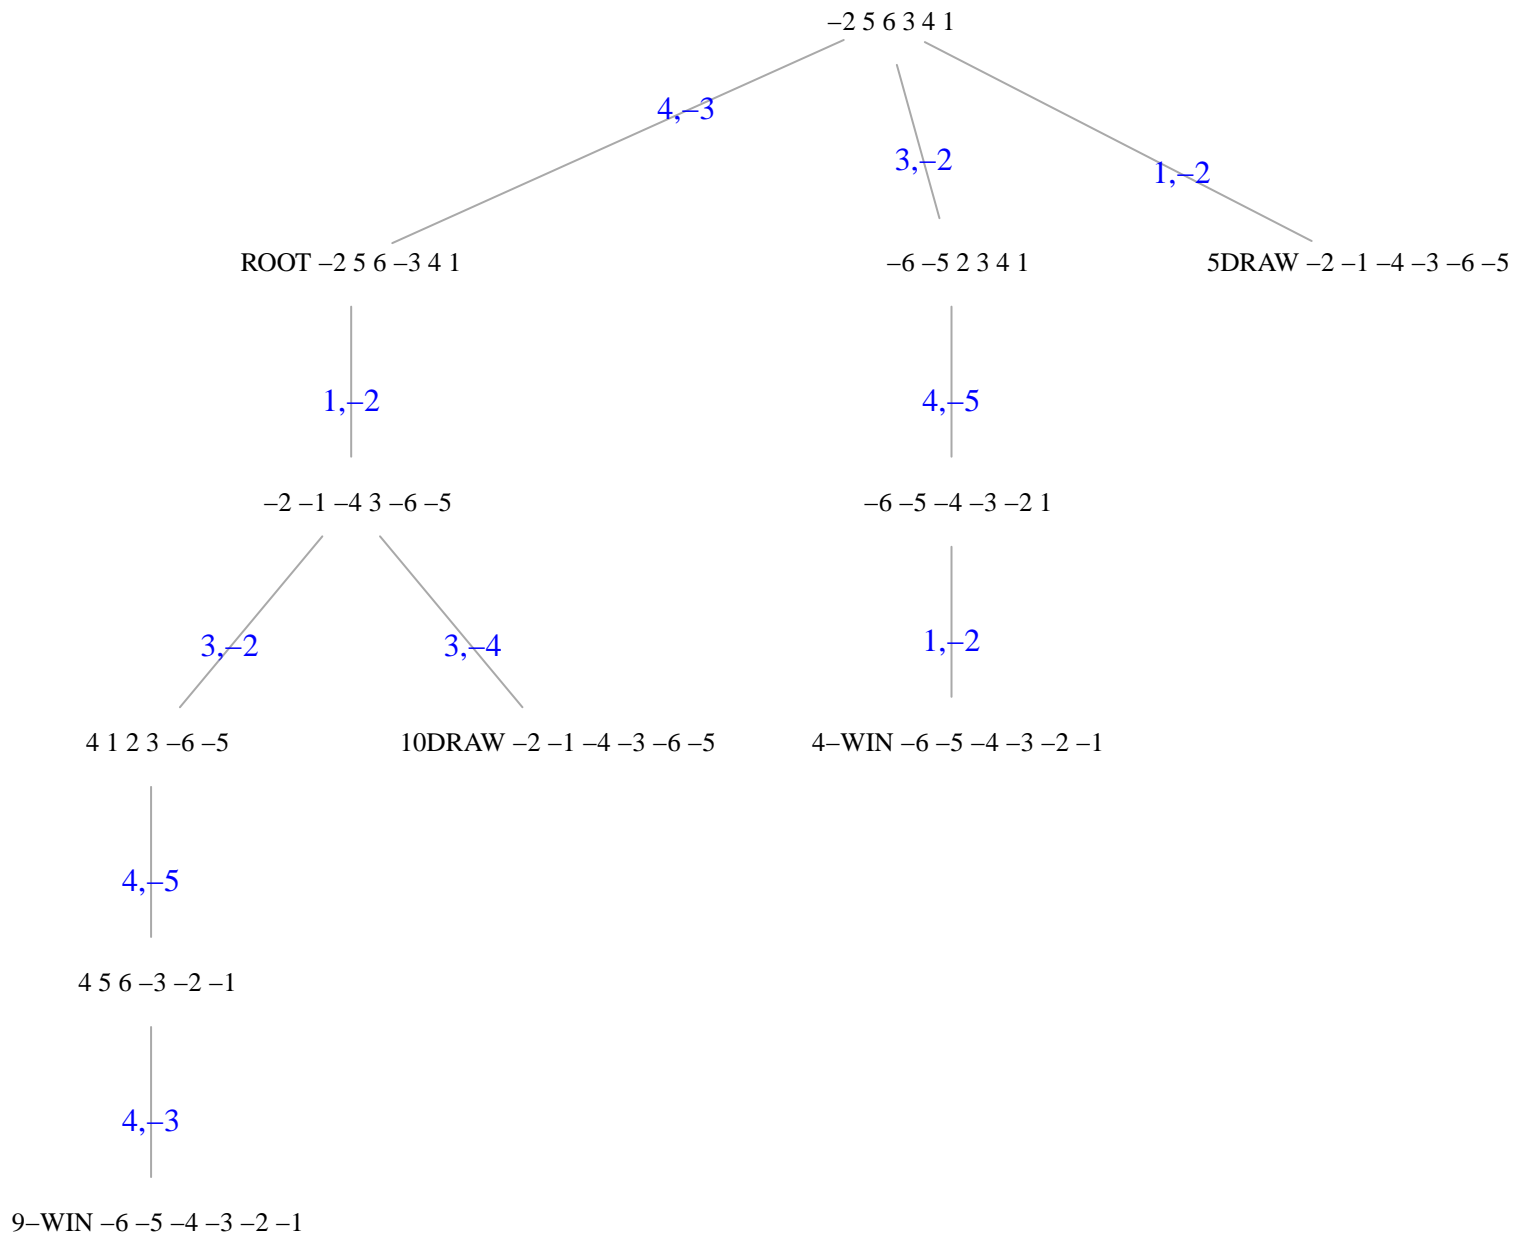 –2 5 6 3 4 1
4,–3
3,–2
1,–2
ROOT –2 5 6 –3 4 1
–6 –5 2 3 4 1
5DRAW –2 –1 –4 –3 –6 –5
1,–2
4,–5
–2 –1 –4 3 –6 –5
–6 –5 –4 –3 –2 1
3,–2
3,–4
1,–2
4 1 2 3 –6 –5
10DRAW –2 –1 –4 –3 –6 –5
4–WIN –6 –5 –4 –3 –2 –1
4,–5
4 5 6 –3 –2 –1
4,–3
9–WIN –6 –5 –4 –3 –2 –1